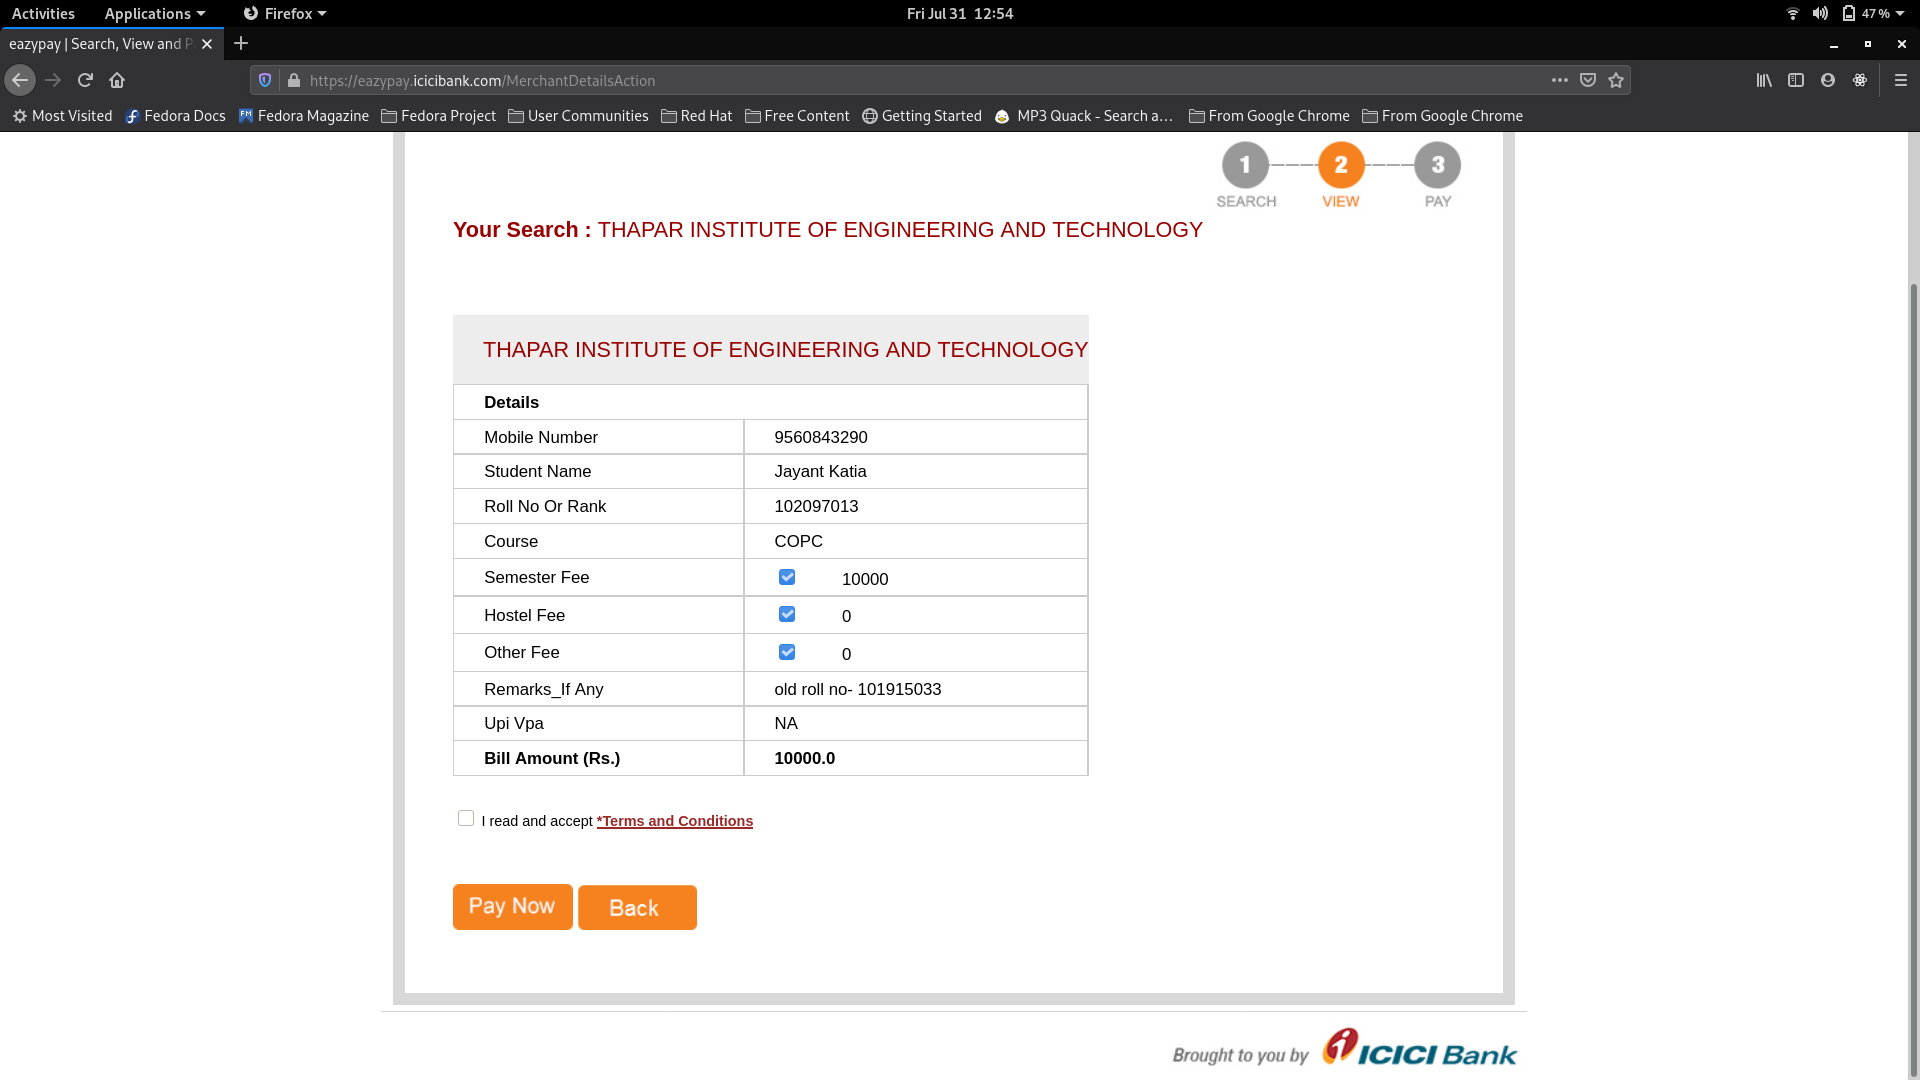 Activities Applications Firefox Fri Jul 31 12:54 47 %
eazypay | Search, View and P
https://eazypay.icicibank.com/MerchantDetailsAction
Most Visited Fedora Docs Fedora Magazine Fedora Project User Communities Red Hat Free Content Getting Started MP3 Quack - Search a... From Google Chrome From Google Chrome
1 2 3
SEARCH VIEW PAY
Your Search : THAPAR INSTITUTE OF ENGINEERING AND TECHNOLOGY
THAPAR INSTITUTE OF ENGINEERING AND TECHNOLOGY
Details
Mobile Number 9560843290
Student Name Jayant Katia
Roll No Or Rank 102097013
Course COPC
Semester Fee 10000
Hostel Fee 0
Other Fee 0
Remarks_If Any old roll no- 101915033
Upi Vpa NA
Bill Amount (Rs.) 10000.0
I read and accept *Terms and Conditions
Pay Now Back
Brought to you by ICICI Bank